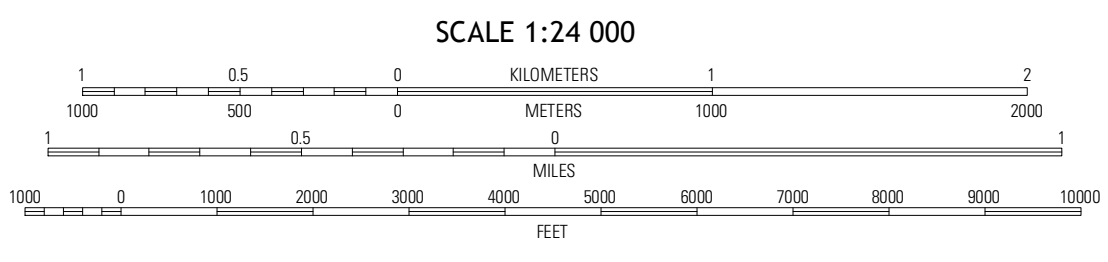 SCALE 1:24 000
1 0.5 0 KILOMETERS 1 2
1000 500 0 METERS 1000 2000
1 0.5 0 1
MILES
1000 0 1000 2000 3000 4000 5000 6000 7000 8000 9000 10000
FEET